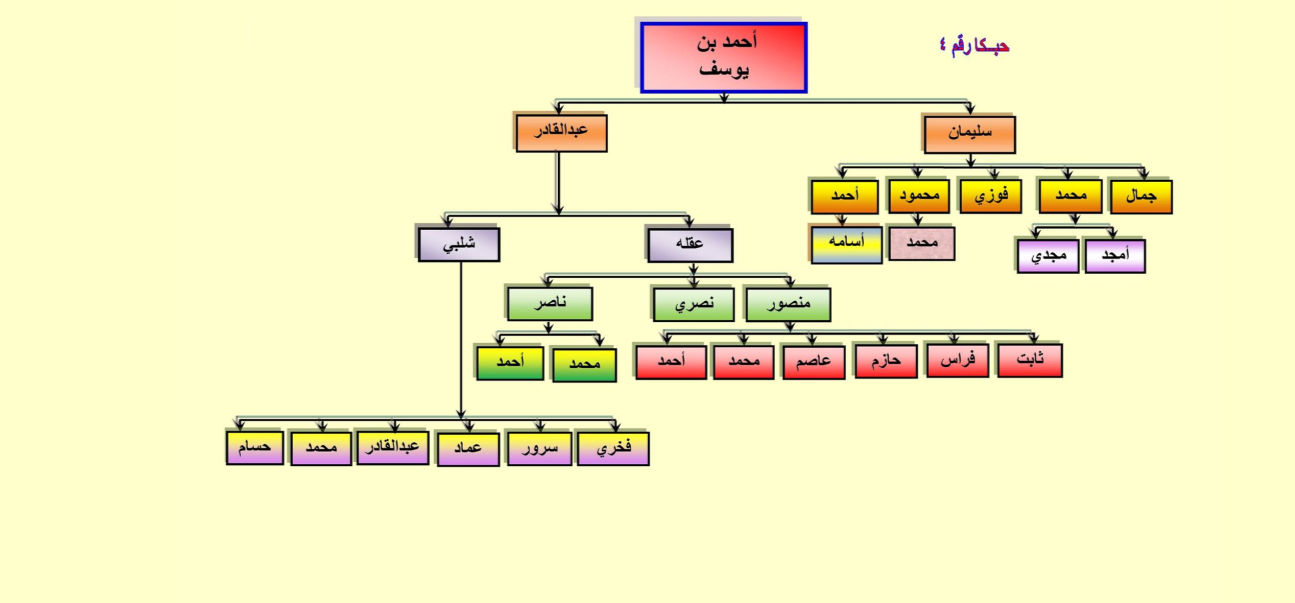 حبكا رقم ٤
أحمد بن
يوسف
سليمان
عبدالقادر
جمال
محمد
فوزي
محمود
أحمد
أمجد
مجدي
محمد
أسامه
عقله
شلبي
منصور
نصري
ناصر
ثابت
فراس
حازم
عاصم
محمد
أحمد
محمد
أحمد
فخري
سرور
عماد
عبدالقادر
محمد
حسام